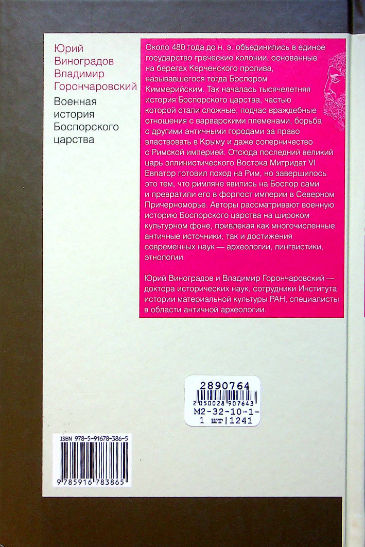 Юрий
Виноградов
Владимир
Горончаровский
Военная
история
Боспорского
царства
Около 480 года до н. э. объединились в единое
государство греческие колонии, основанные
на берегах Керченского пролива,
называвшегося тогда Боспором
Киммерийским. Так началась тысячелетняя
история Боспорского царства, частью
которой стали сложные, подчас враждебные
отношения с варварскими племенами, борьба
с другими античными городами за право
властвовать в Крыму и даже соперничество
с Римской империей. Отсюда последний великий
царь эллинистического Востока Митридат VI
Евпатор готовил поход на Рим, но завершилось
это тем, что римляне явились на Боспор сами
и превратили его в форпост империи в Северном
Причерноморье. Авторы рассматривают военную
историю Боспорского царства на широком
культурном фоне, привлекая как многочисленные
античные источники, так и достижения
современных наук — археологии, лингвистики,
этнологии.
Юрий Виноградов и Владимир Горончаровский —
доктора исторических наук, сотрудники Института
истории материальной культуры РАН, специалисты
в области античной археологии.
2890764
2050028 907643
М2-32-10-1-
1 шт|1241
ISBN 978-5-91678-386-5
9785916783865